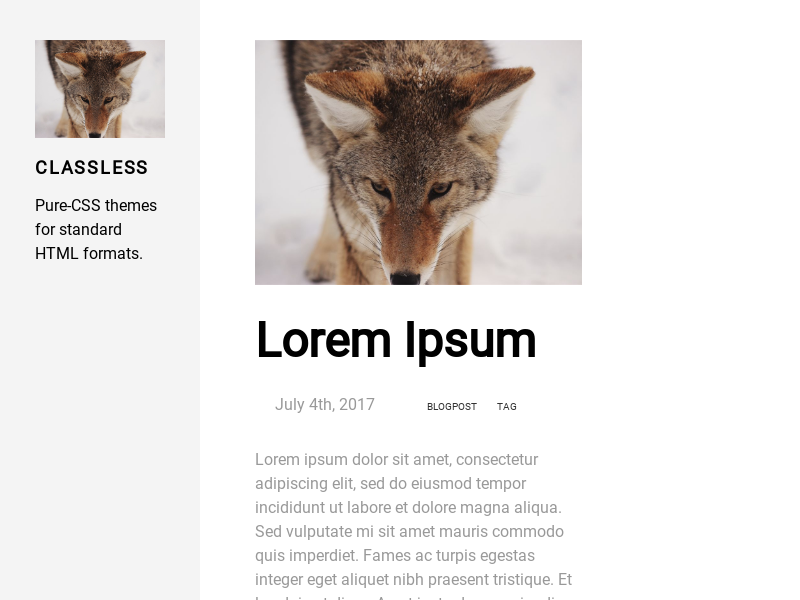 CLASSLESS
Pure-CSS themes
for standard
HTML formats.
Lorem Ipsum
July 4th, 2017
BLOGPOST TAG
Lorem ipsum dolor sit amet, consectetur
adipiscing elit, sed do eiusmod tempor
incididunt ut labore et dolore magna aliqua.
Sed vulputate mi sit amet mauris commodo
quis imperdiet. Fames ac turpis egestas
integer eget aliquet nibh praesent tristique. Et